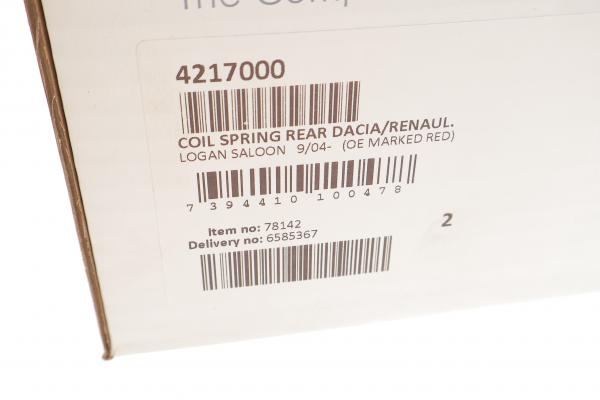 The
4217000
COIL SPRING REAR DACIA/RENAUL.
LOGAN SALOON 9/04- (OE MARKED RED)
7 394410 100478
Item no: 78142
2
Delivery no: 6585367